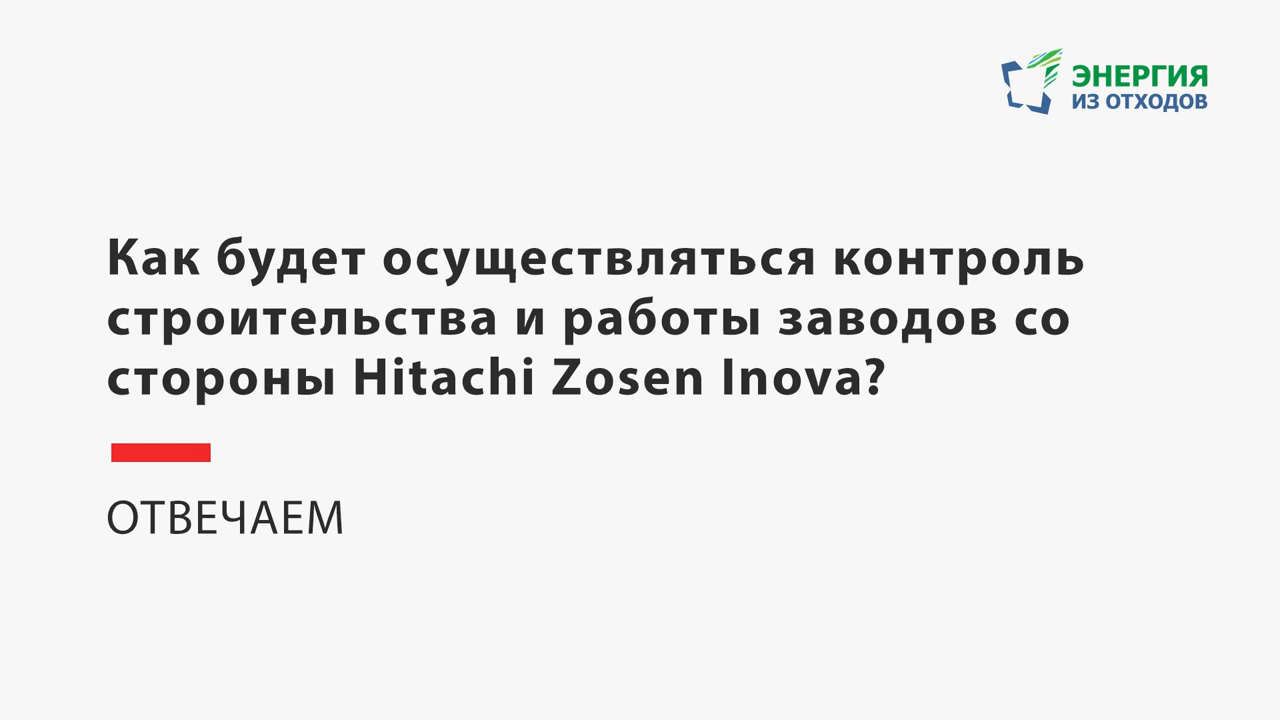 ЭНЕРГИЯ
ИЗ ОТХОДОВ
Как будет осуществляться контроль
строительства и работы заводов со
стороны Hitachi Zosen Inova?
ОТВЕЧАЕМ